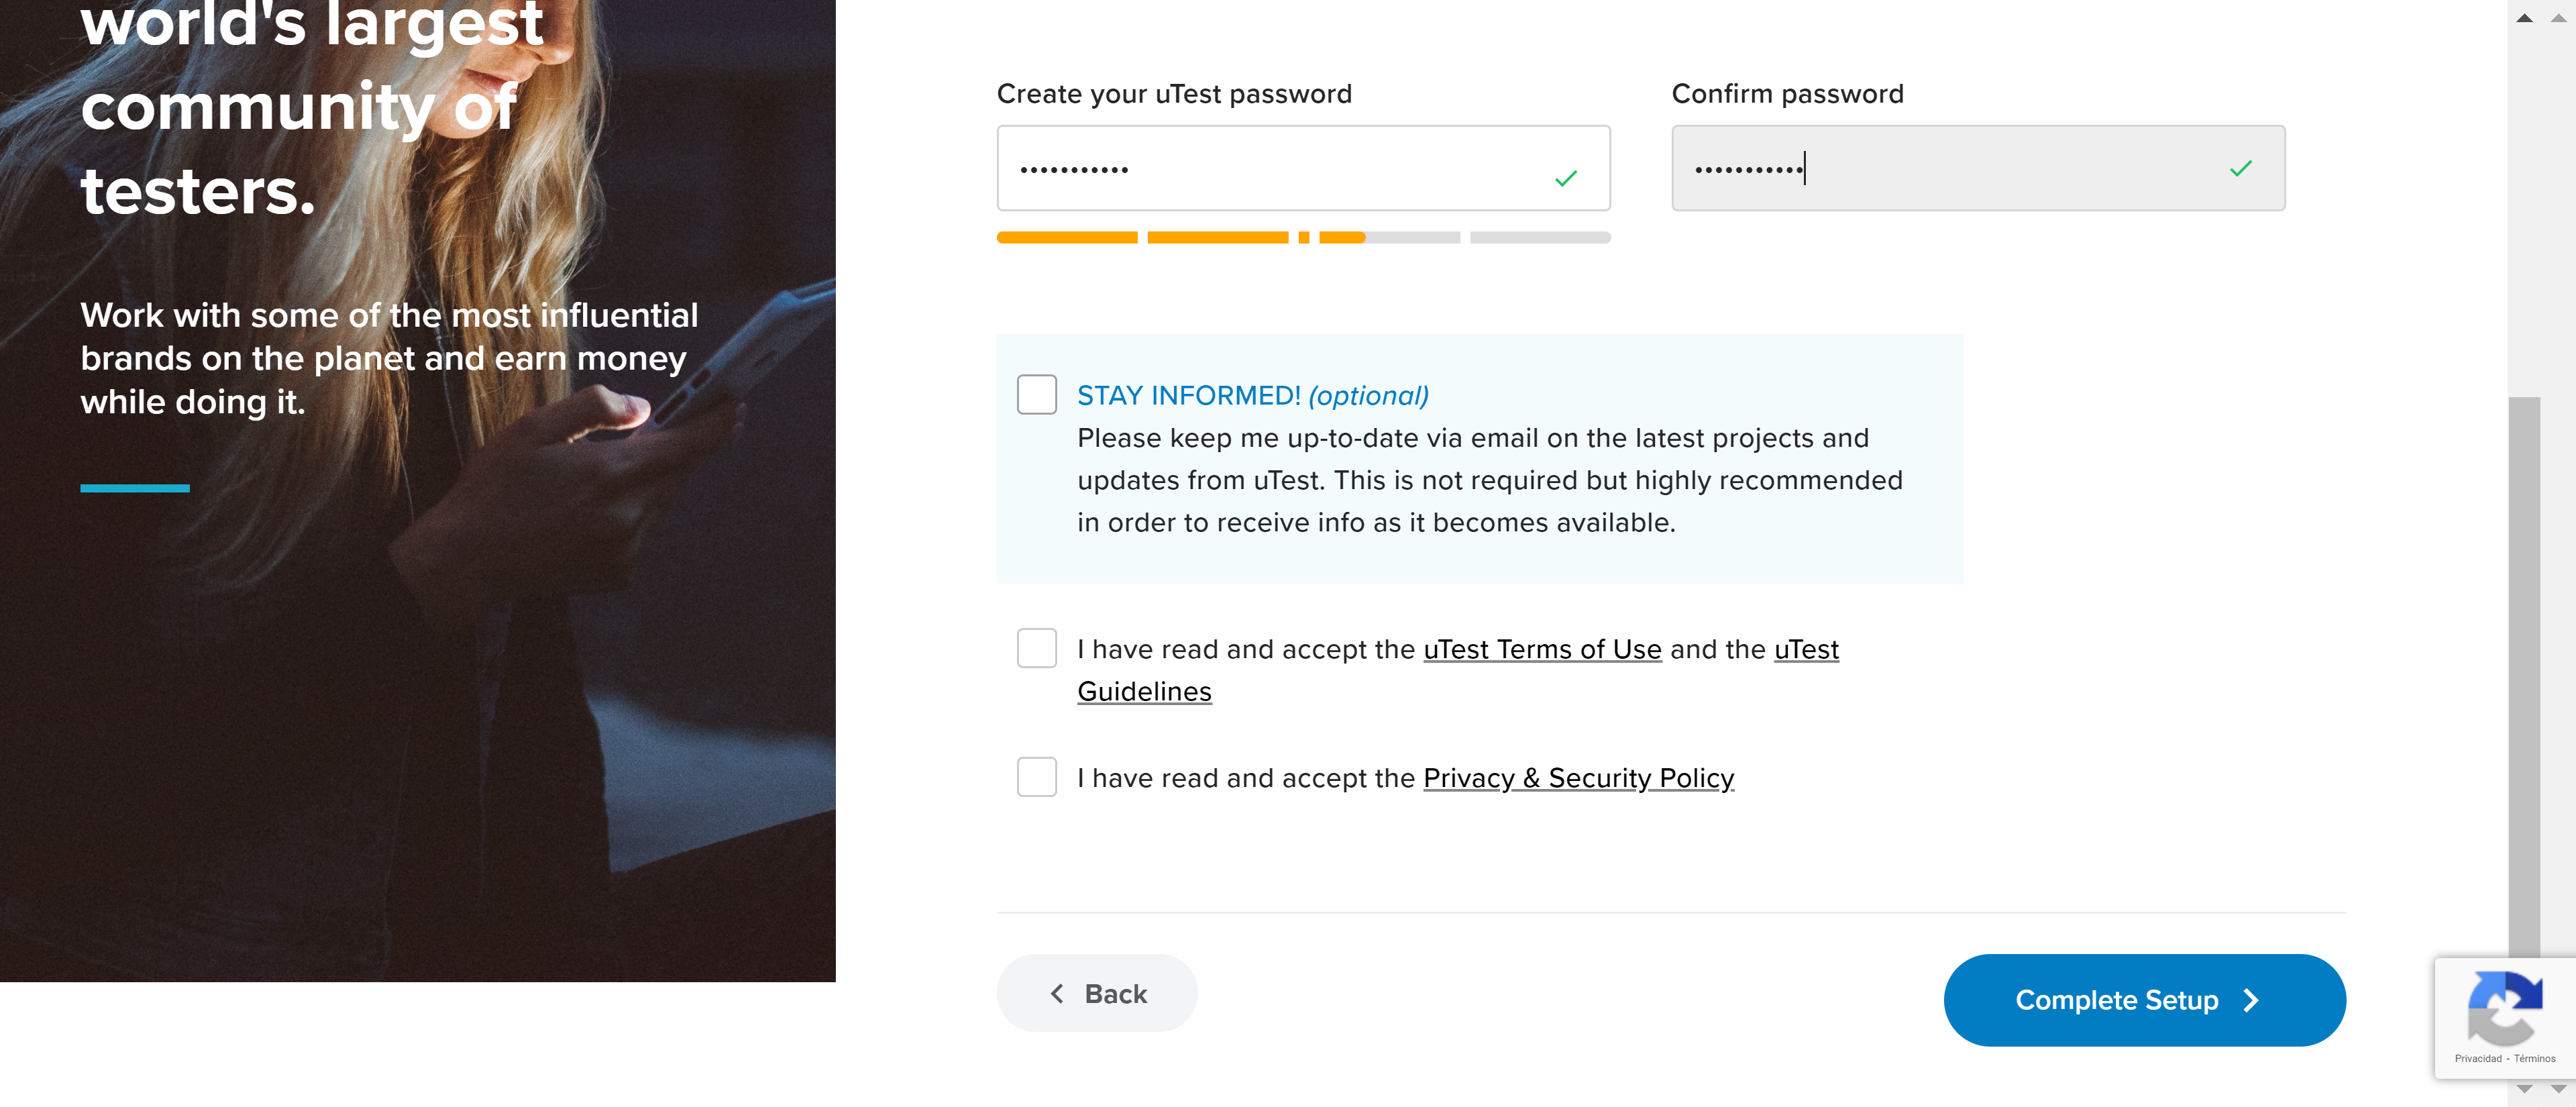 world's largest
community of
testers.
Work with some of the most influential
brands on the planet and earn money
while doing it.
Create your uTest password
Confirm password
STAY INFORMED! (optional)
Please keep me up-to-date via email on the latest projects and
updates from uTest. This is not required but highly recommended
in order to receive info as it becomes available.
I have read and accept the uTest Terms of Use and the uTest
Guidelines
I have read and accept the Privacy & Security Policy
Back
Complete Setup
Privacidad - Términos